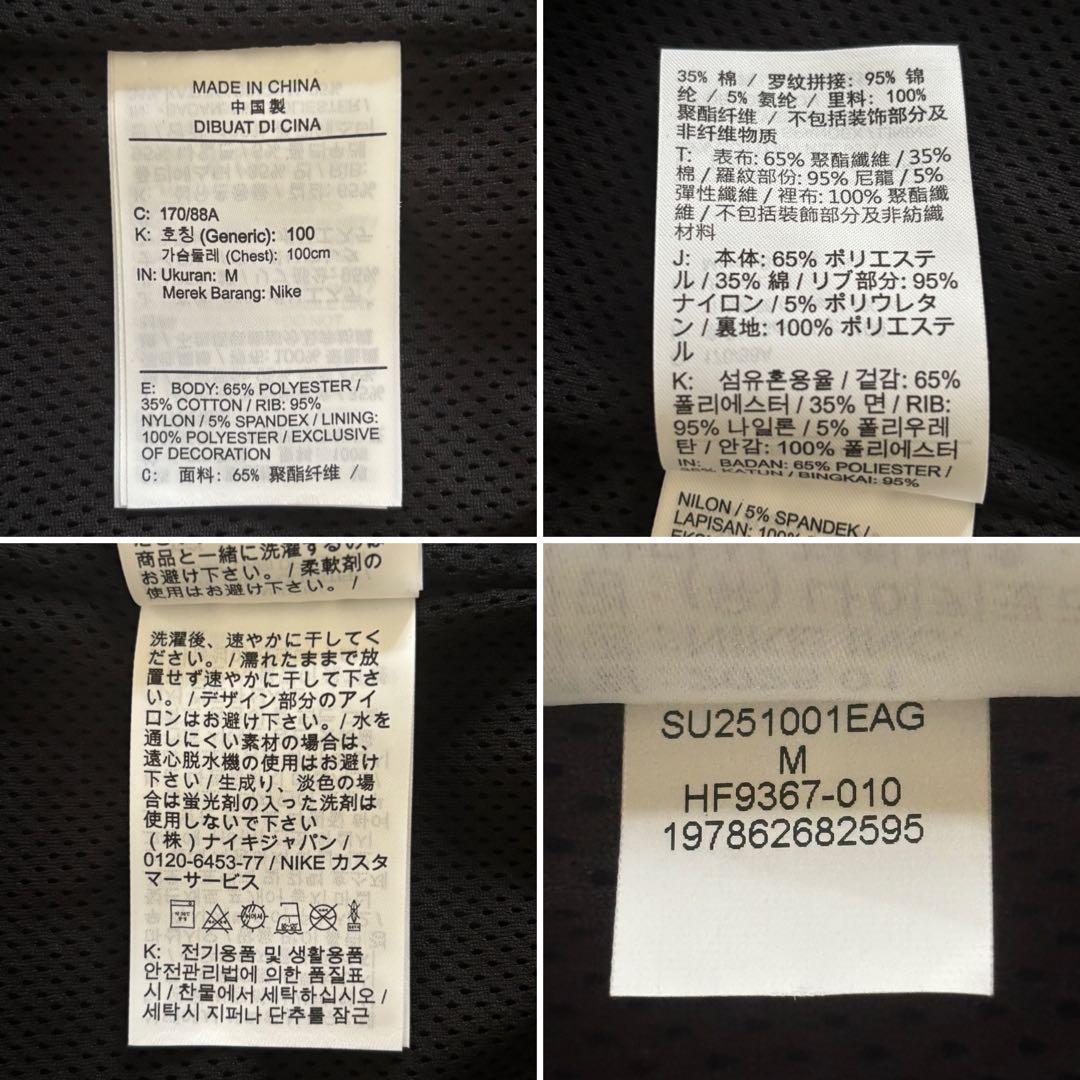 MADE IN CHINA
中国製
DIBUAT DI CINA
C: 170/88A
K: 호칭 (Generic): 100
가슴둘레 (Chest): 100cm
IN: Ukuran: M
Merek Barang: Nike
E: BODY: 65% POLYESTER /
35% COTTON / RIB: 95%
NYLON / 5% SPANDEX / LINING:
100% POLYESTER / EXCLUSIVE
OF DECORATION
C: 面料: 65% 聚酯纤维 /
35% 棉 / 罗纹拼接: 95% 锦
纶 / 5% 氨纶 / 里料: 100%
聚酯纤维 / 不包括装饰部分及
非纤维物质
T: 表布: 65% 聚酯纖維 / 35%
棉 / 羅紋部份: 95% 尼龍 / 5%
彈性纖維 / 裡布: 100% 聚酯纖
維 / 不包括裝飾部分及非紡織
材料
J: 本体: 65% ポリエステ
ル / 35% 綿 / リブ部分: 95%
ナイロン / 5% ポリウレタ
ン / 裏地: 100% ポリエステ
ル
K: 섬유혼용율 / 겉감: 65%
폴리에스터 / 35% 면 / RIB:
95% 나일론 / 5% 폴리우레
탄 / 안감: 100% 폴리에스터
IN: BADAN: 65% POLIESTER /
35% KATUN / BINGKAI: 95%
NILON / 5% SPANDEK /
LAPISAN: 100%
商品と一緒に洗濯するのは
お避け下さい。 / 柔軟剤の
使用はお避け下さい。 /
洗濯後、速やかに干してく
ださい。 / 濡れたままで放
置せず速やかに干して下さ
い。 / デザイン部分のアイ
ロンはお避け下さい。 / 水を
通しにくい素材の場合は、
遠心脱水機の使用はお避け
下さい / 生成り、淡色の場
合は蛍光剤の入った洗剤は
使用しないで下さい
(株) ナイキジャパン /
0120-6453-77 / NIKE カスタ
マーサービス
K: 전기용품 및 생활용품
안전관리법에 의한 품질표
시 / 찬물에서 세탁하십시오 /
세탁시 지퍼나 단추를 잠근
SU251001EAG
M
HF9367-010
197862682595